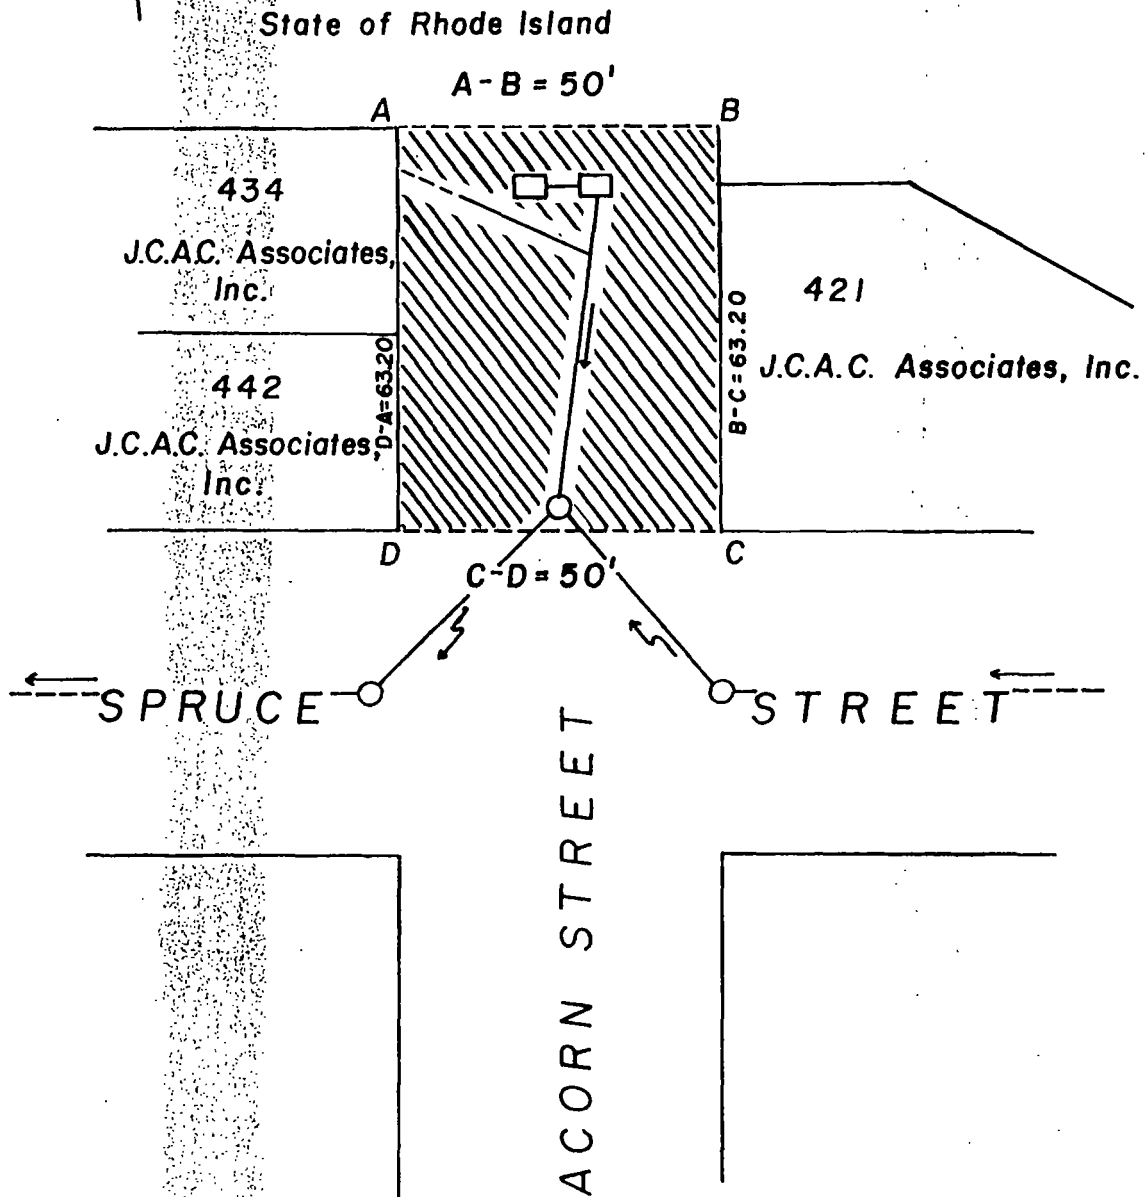 State of Rhode Island
A-B = 50'
A
B
434
J.C.A.C. Associates,
Inc.
421
J.C.A.C. Associates, Inc.
D-A=63.20
B-C=63.20
442
J.C.A.C. Associates,
Inc.
D
C
C-D = 50'
SPRUCE STREET
ACORN STREET